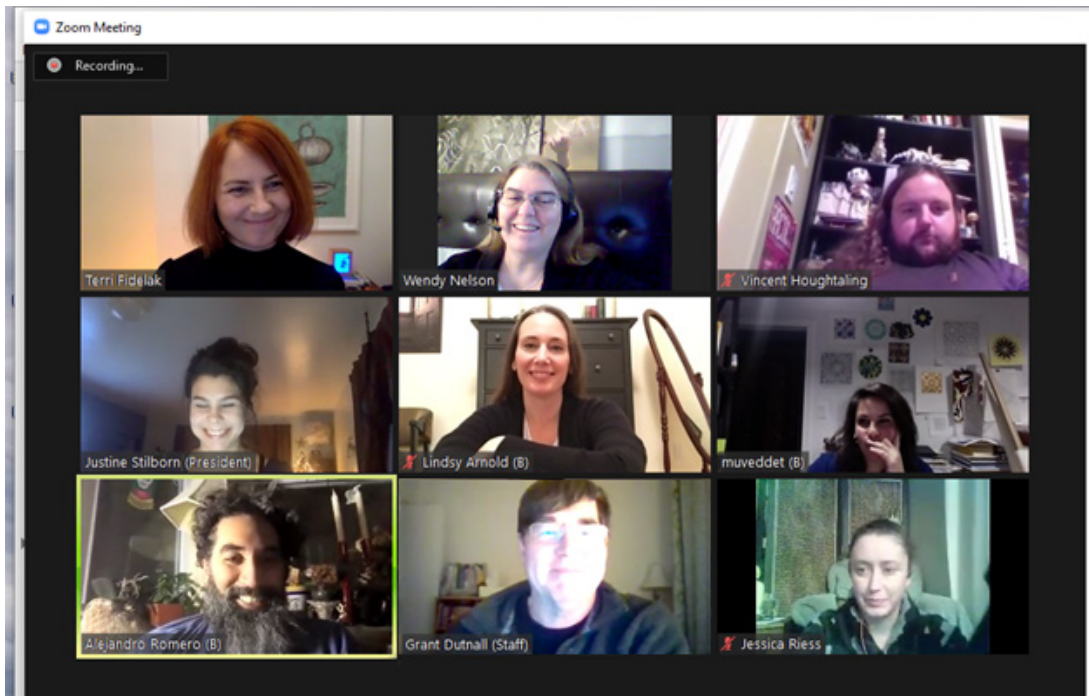 Zoom Meeting
Recording...
Terri Fidelak
Wendy Nelson
Vincent Houghtaling
Justine Stilborn (President)
Lindsy Arnold (B)
muveddet (B)
Alejandro Romero (B)
Grant Dutnall (Staff)
Jessica Riess